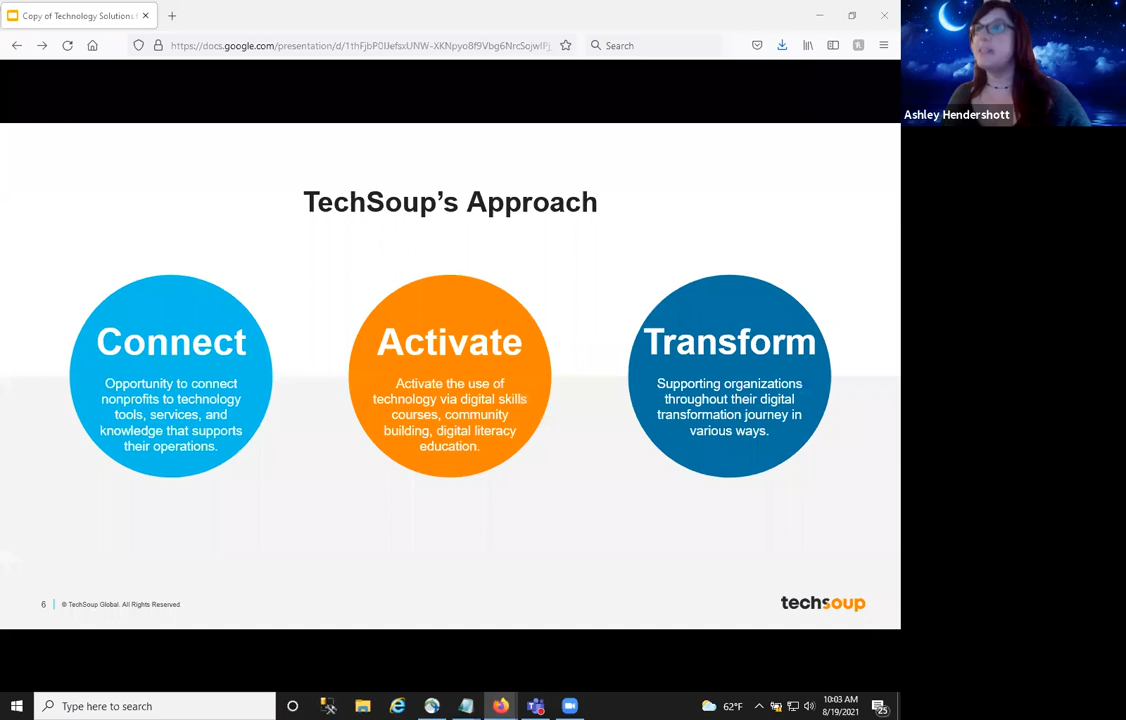 Copy of Technology Solutions
https://docs.google.com/presentation/d/
Search
Ashley Hendershott
TechSoup's Approach
Connect
Opportunity to connect
nonprofits to technology
tools, services, and
knowledge that supports
their operations.
Activate
Activate the use of
technology via digital skills
courses, community
building, digital literacy
education.
Transform
Supporting organizations
throughout their digital
transformation journey in
various ways.
6
© TechSoup Global. All Rights Reserved
techsoup
Type here to search
62°F
10:03 AM
8/19/2021
25